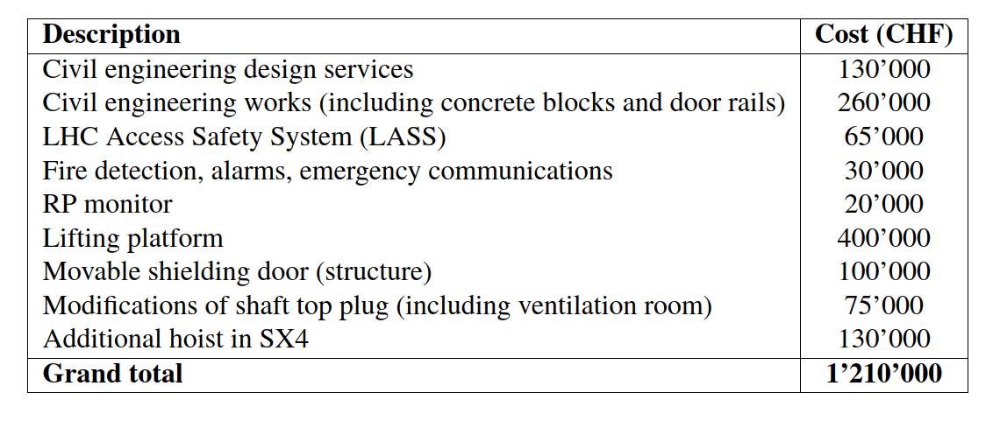 Description Cost (CHF)
Civil engineering design services 130’000
Civil engineering works (including concrete blocks and door rails) 260’000
LHC Access Safety System (LASS) 65’000
Fire detection, alarms, emergency communications 30’000
RP monitor 20’000
Lifting platform 400’000
Movable shielding door (structure) 100’000
Modifications of shaft top plug (including ventilation room) 75’000
Additional hoist in SX4 130’000
Grand total 1’210’000